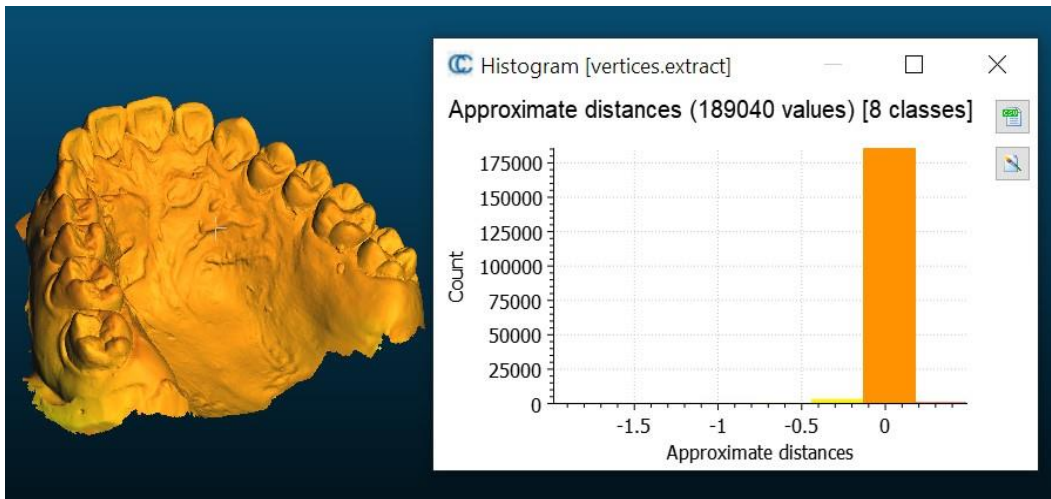 Histogram [vertices.extract]
Approximate distances (189040 values) [8 classes]
175000
150000
125000
100000
75000
50000
25000
0
Count
-1.5 -1 -0.5 0
Approximate distances